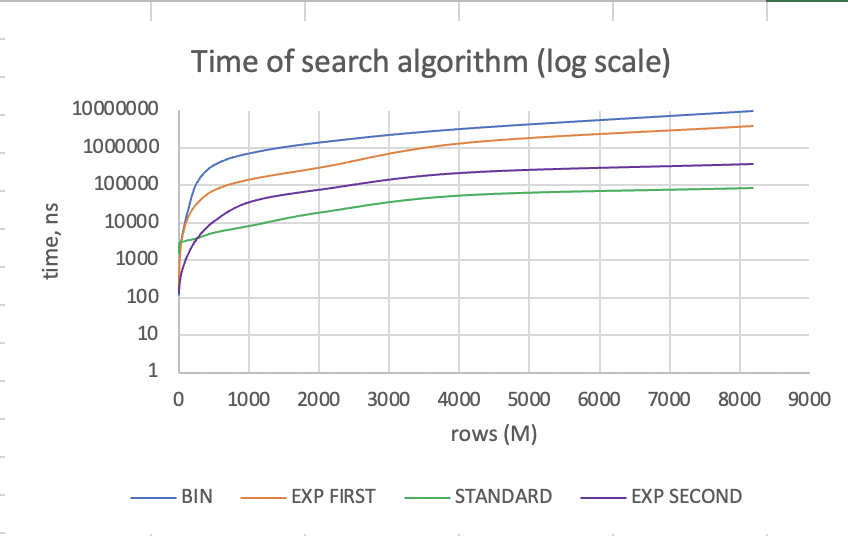 Time of search algorithm (log scale)
10000000
1000000
100000
10000
1000
100
10
1
time, ns
0 1000 2000 3000 4000 5000 6000 7000 8000 9000
rows (M)
BIN EXP FIRST STANDARD EXP SECOND